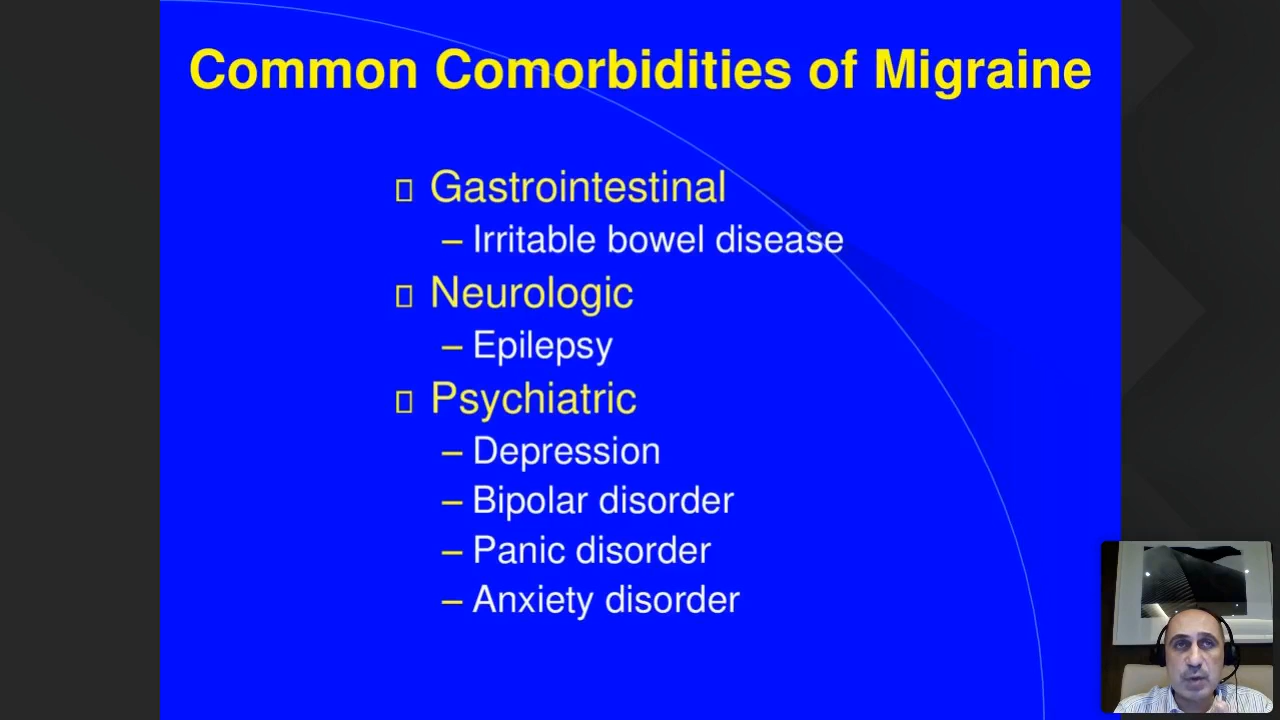 Common Comorbidities of Migraine
Gastrointestinal
– Irritable bowel disease
Neurologic
– Epilepsy
Psychiatric
– Depression
– Bipolar disorder
– Panic disorder
– Anxiety disorder